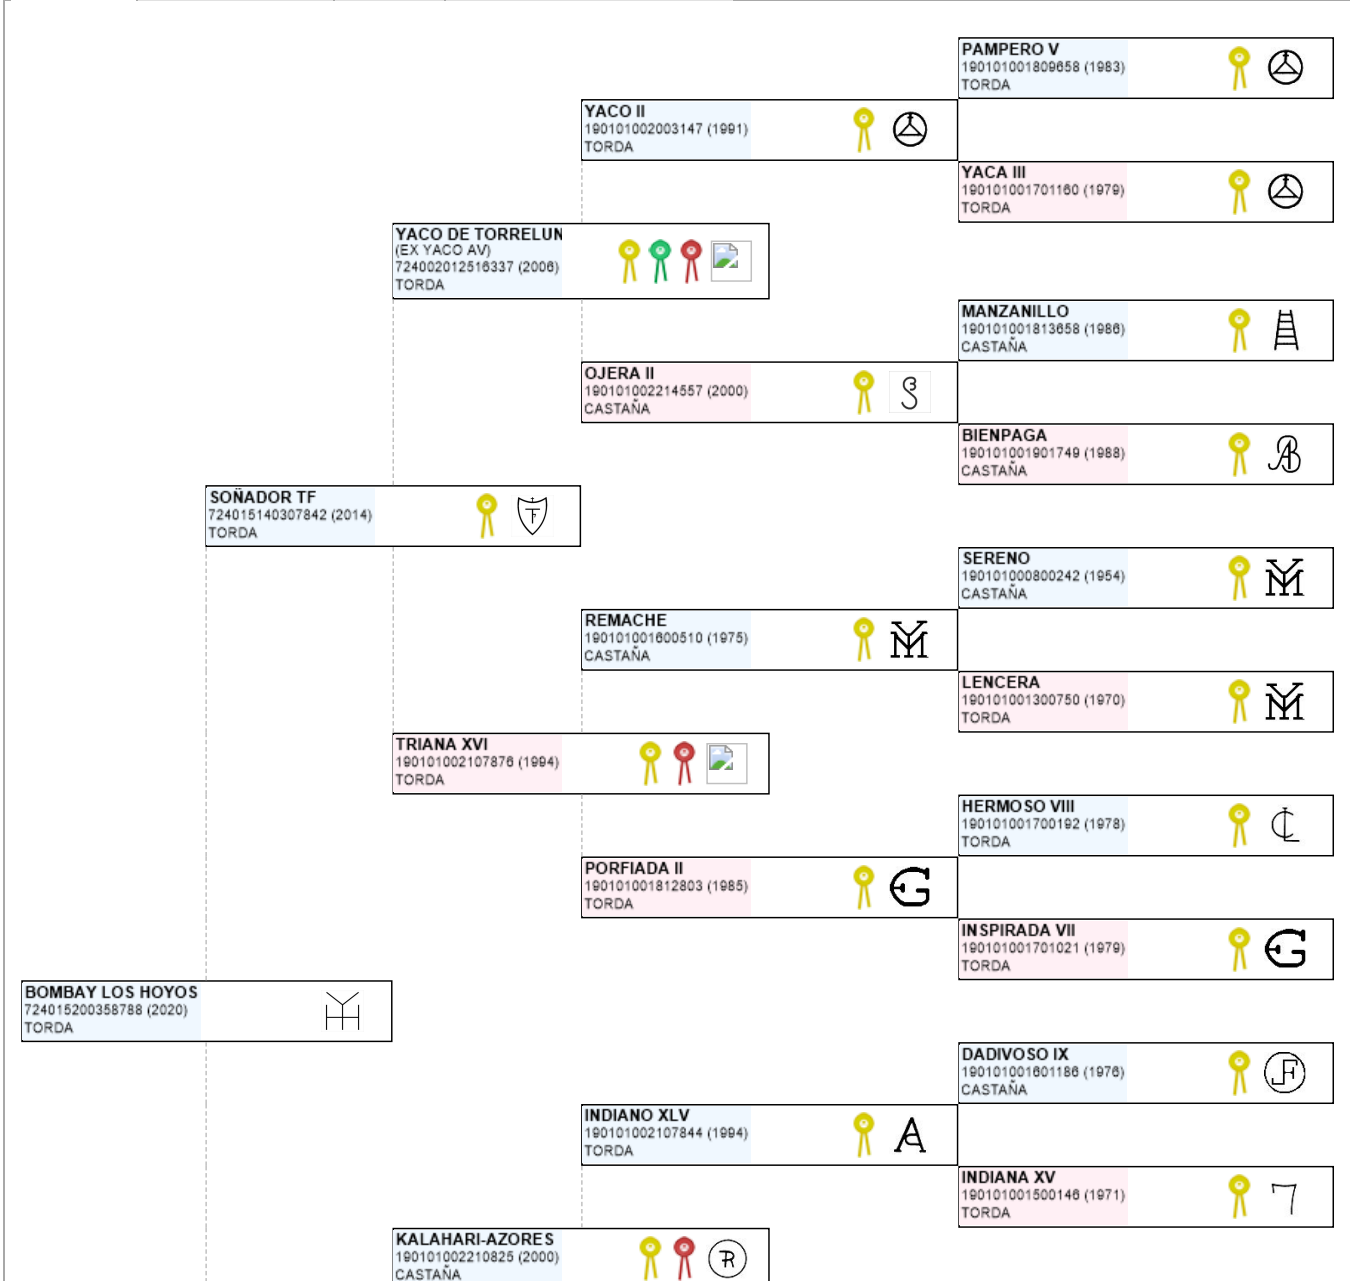 PAMPERO V
190101001809658 (1983)
TORDA
YACO II
190101002003147 (1991)
TORDA
YACA III
190101001701160 (1979)
TORDA
YACO DE TORRELUN
(EX YACO AV)
724002012516337 (2006)
TORDA
MANZANILLO
190101001813658 (1986)
CASTAÑA
OJERA II
190101002214557 (2000)
CASTAÑA
BIENPAGA
190101001901749 (1988)
CASTAÑA
SOÑADOR TF
724015140307842 (2014)
TORDA
SERENO
190101000800242 (1954)
CASTAÑA
REMACHE
190101001600510 (1975)
CASTAÑA
LENCERA
190101001300750 (1970)
TORDA
TRIANA XVI
190101002107876 (1994)
TORDA
HERMOSO VIII
190101001700192 (1978)
TORDA
PORFIADA II
190101001812803 (1985)
TORDA
INSPIRADA VII
190101001701021 (1979)
TORDA
BOMBAY LOS HOYOS
724015200358788 (2020)
TORDA
DADIVOSO IX
190101001601186 (1976)
CASTAÑA
INDIANO XLV
190101002107844 (1994)
TORDA
INDIANA XV
190101001500146 (1971)
TORDA
KALAHARI-AZORES
190101002210825 (2000)
CASTAÑA